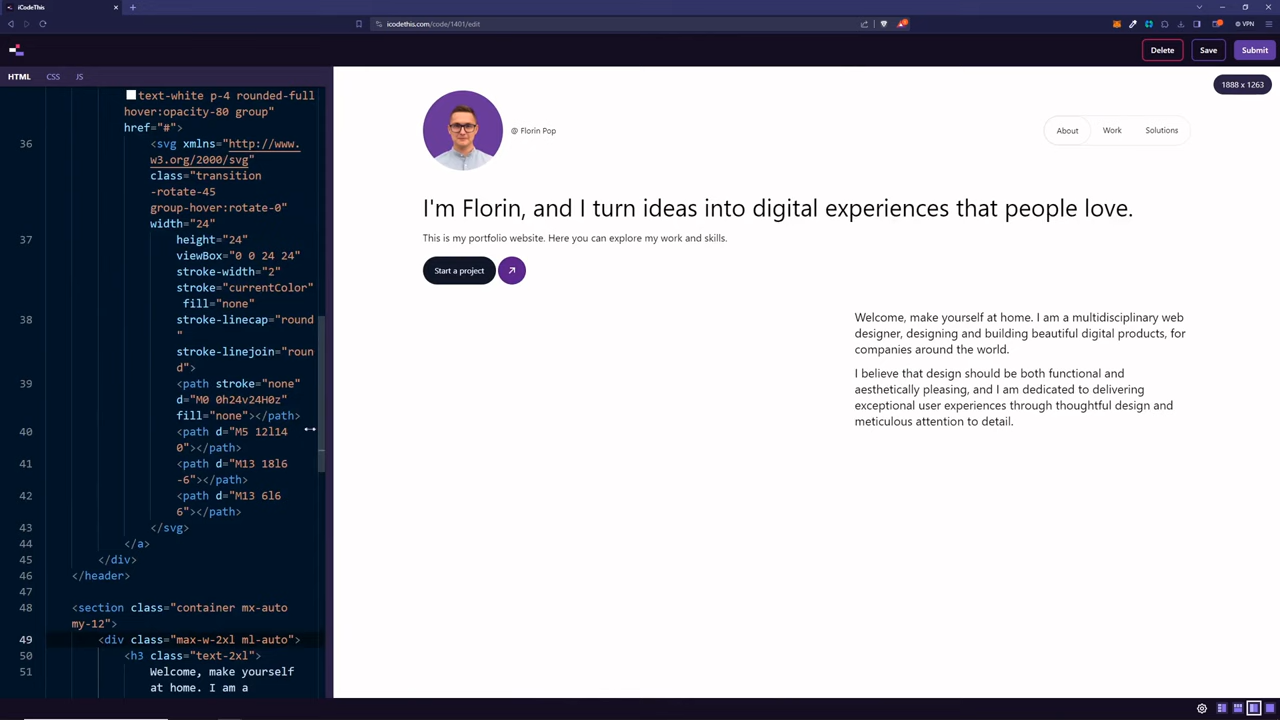 iCodeThis
icodethis.com/code/1401/edit
VPN
Delete
Save
Submit
HTML
CSS
JS
1888 x 1263
text-white p-4 rounded-full
hover:opacity-80 group"
href="#">
36 <svg xmlns="http://www.
w3.org/2000/svg"
class="transition
-rotate-45
group-hover:rotate-0"
width="24"
37 height="24"
viewBox="0 0 24 24"
stroke-width="2"
stroke="currentColor"
fill="none"
38 stroke-linecap="round
"
stroke-linejoin="roun
d">
39 <path stroke="none"
d="M0 0h24v24H0z"
fill="none"></path>
40 <path d="M5 12l14
0"></path>
41 <path d="M13 18l6
-6"></path>
42 <path d="M13 6l6
6"></path>
43 </svg>
44 </a>
45 </div>
46 </header>
47
48 <section class="container mx-auto
my-12">
49 <div class="max-w-2xl ml-auto">
50 <h3 class="text-2xl">
51 Welcome, make yourself
at home. I am a
@ Florin Pop
About
Work
Solutions
I'm Florin, and I turn ideas into digital experiences that people love.
This is my portfolio website. Here you can explore my work and skills.
Start a project
Welcome, make yourself at home. I am a multidisciplinary web
designer, designing and building beautiful digital products, for
companies around the world.
I believe that design should be both functional and
aesthetically pleasing, and I am dedicated to delivering
exceptional user experiences through thoughtful design and
meticulous attention to detail.